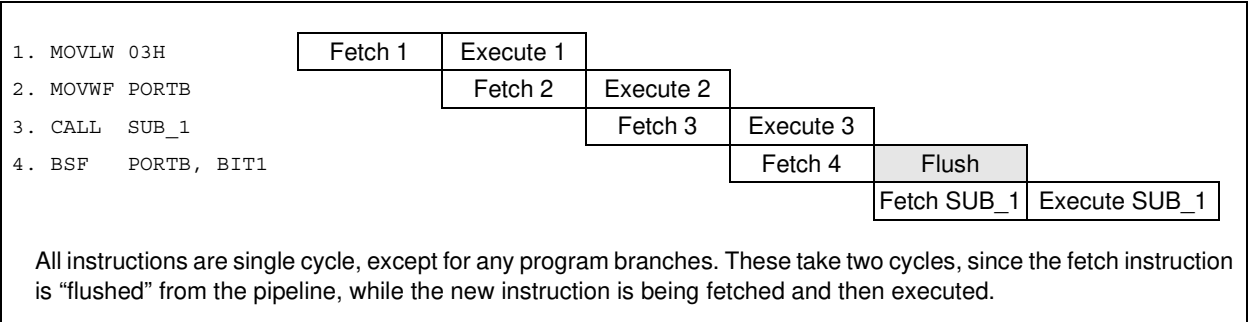 1. MOVLW 03H Fetch 1 Execute 1
2. MOVWF PORTB Fetch 2 Execute 2
3. CALL SUB_1 Fetch 3 Execute 3
4. BSF PORTB, BIT1 Fetch 4 Flush
Fetch SUB_1 Execute SUB_1
All instructions are single cycle, except for any program branches. These take two cycles, since the fetch instruction
is “flushed” from the pipeline, while the new instruction is being fetched and then executed.